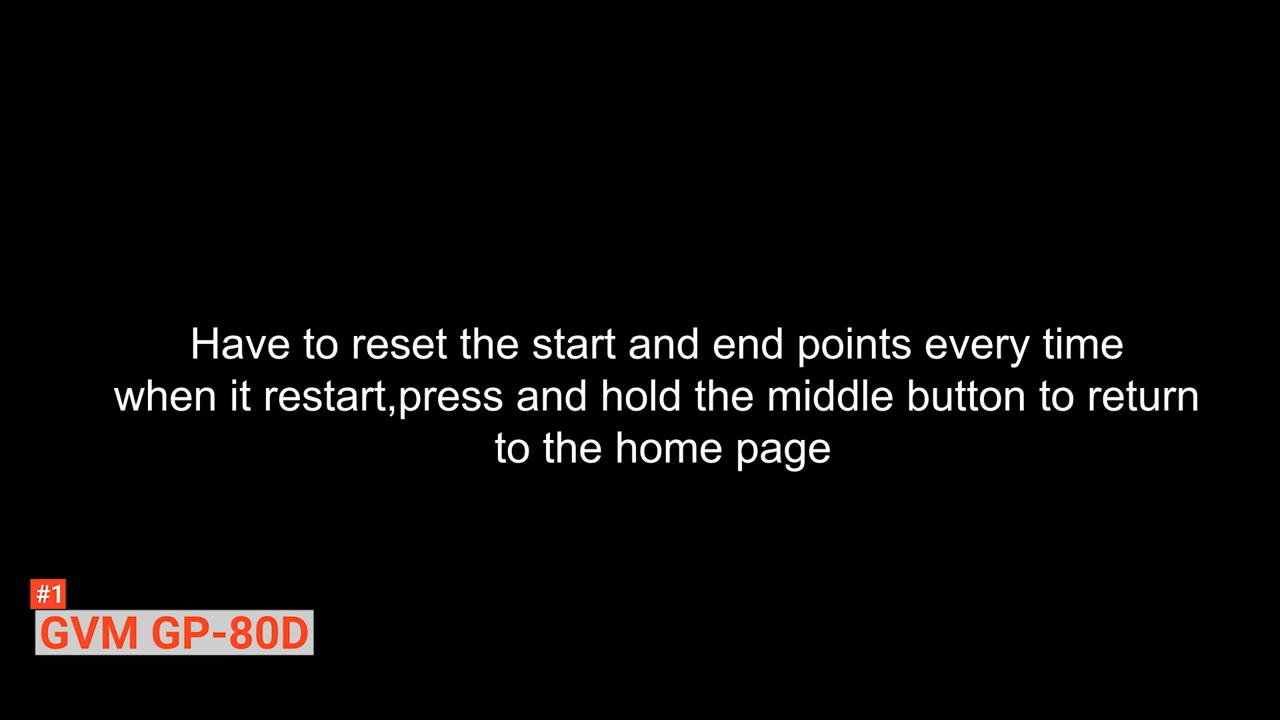 Have to reset the start and end points every time
when it restart,press and hold the middle button to return
to the home page
#1
GVM GP-80D